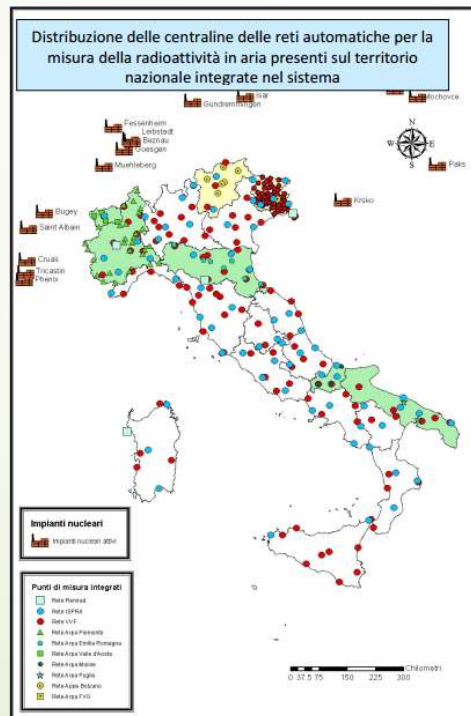 Distribuzione delle centraline delle reti automatiche per la
misura della radioattività in aria presenti sul territorio
nazionale integrate nel sistema
Isar
Gundremmingen
Mochovce
Fessenheim
Leibstadt
Beznau
Goesgen
Muehleberg
Paks
Krsko
Bugey
Saint Albain
Cruas
Tricastin
Phenix
Impianti nucleari
Impianti nucleari attivi
Punti di misura integrati
Rete Remrad
Rete ISPRA
Rete VVF
Rete Arpa Piemonte
Rete Arpa Emilia Romagna
Rete Arpa Valle d'Aosta
Rete Arpa Molise
Rete Arpa Puglia
Rete Appa Bolzano
Rete Arpa FVG
Chilometri
0 37,5 75 150 225 300